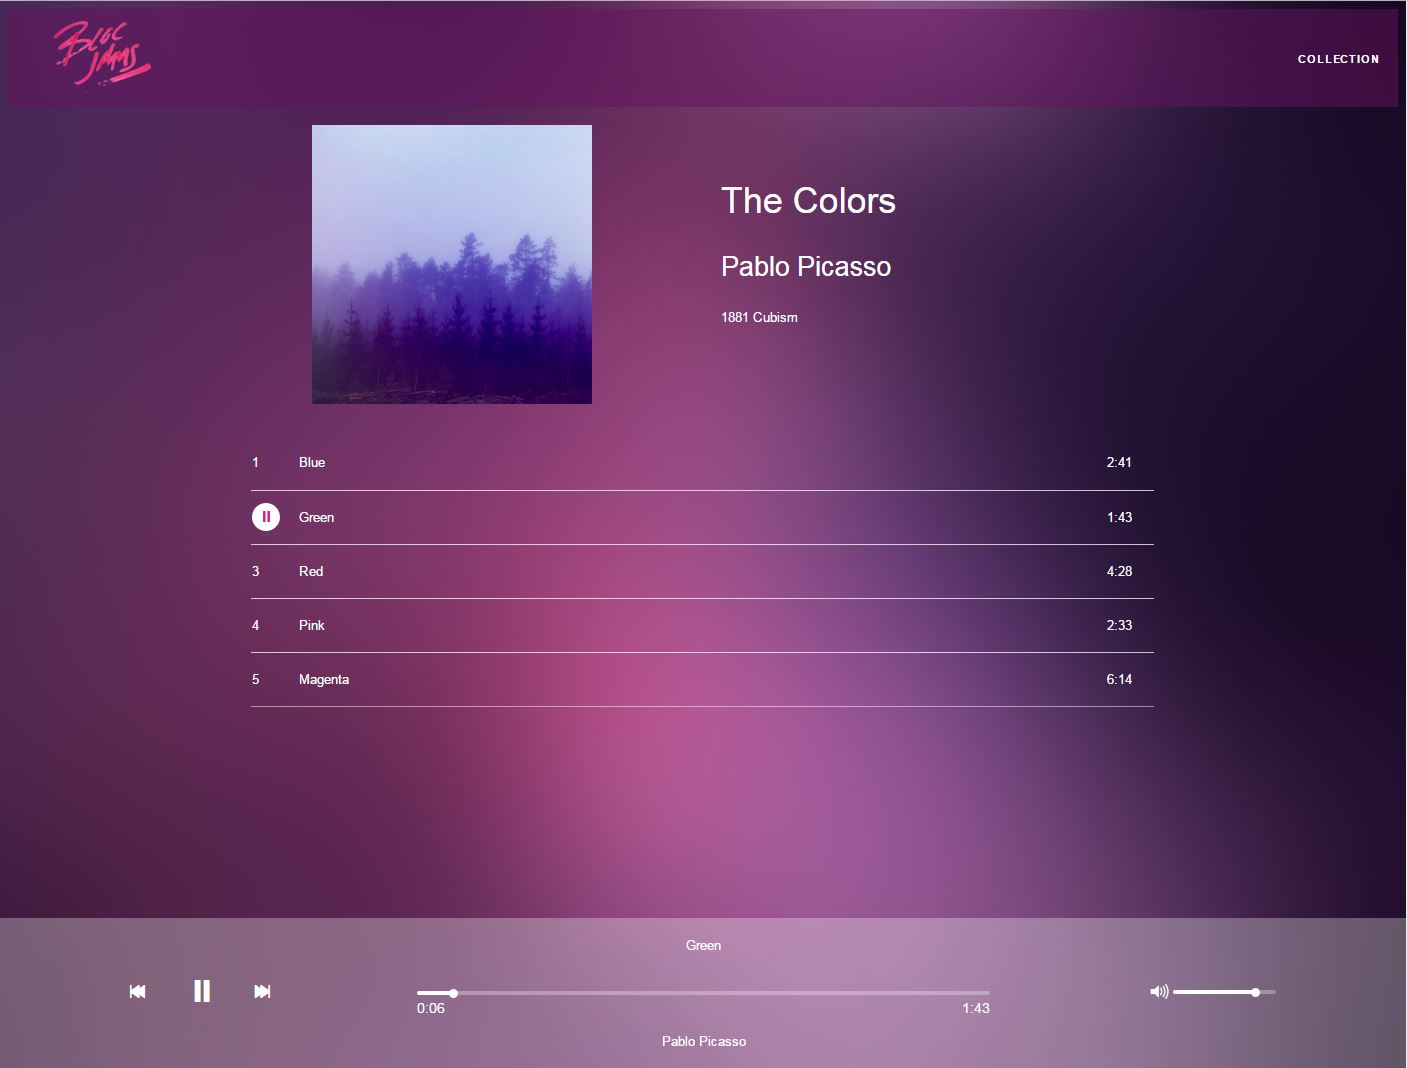 Bloc
Jams
COLLECTION
The Colors
Pablo Picasso
1881 Cubism
1 Blue 2:41
Green 1:43
3 Red 4:28
4 Pink 2:33
5 Magenta 6:14
Green
0:06 1:43
Pablo Picasso